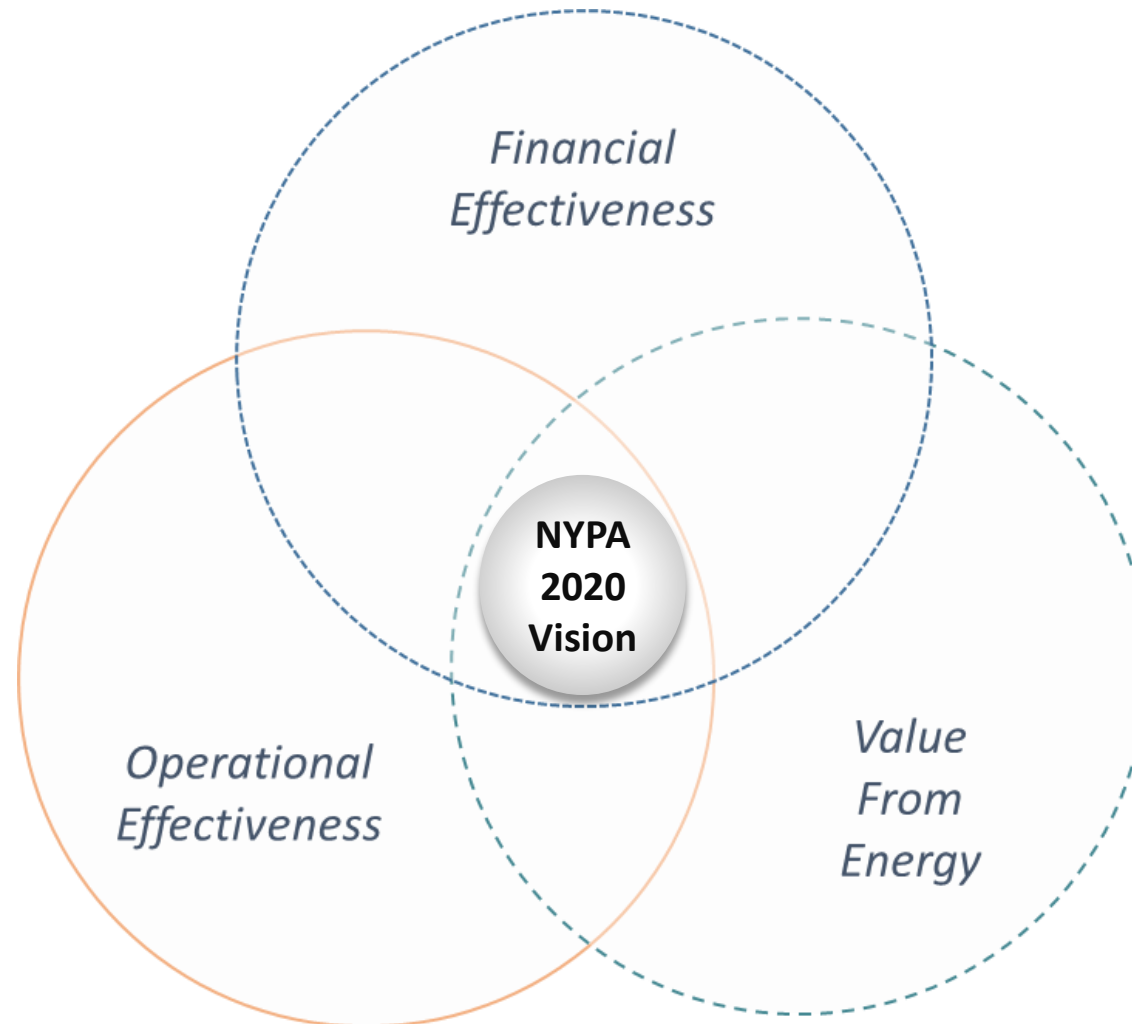 Financial
Effectiveness
NYPA
2020
Vision
Operational
Effectiveness
Value
From
Energy